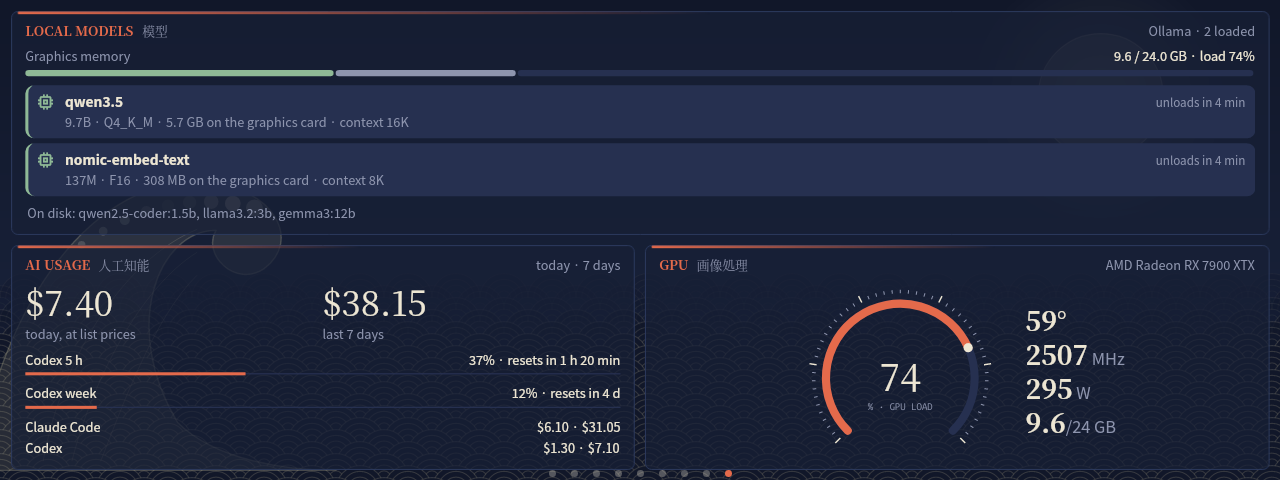 LOCAL MODELS 模型
Ollama · 2 loaded
Graphics memory
9.6 / 24.0 GB · load 74%
qwen3.5
unloads in 4 min
9.7B · Q4_K_M · 5.7 GB on the graphics card · context 16K
nomic-embed-text
unloads in 4 min
137M · F16 · 308 MB on the graphics card · context 8K
On disk: qwen2.5-coder:1.5b, llama3.2:3b, gemma3:12b
AI USAGE 人工知能
today · 7 days
$7.40
$38.15
today, at list prices
last 7 days
Codex 5 h
37% · resets in 1 h 20 min
Codex week
12% · resets in 4 d
Claude Code
$6.10 · $31.05
Codex
$1.30 · $7.10
GPU 画像処理
AMD Radeon RX 7900 XTX
74
% · GPU LOAD
59°
2507 MHz
295 W
9.6/24 GB